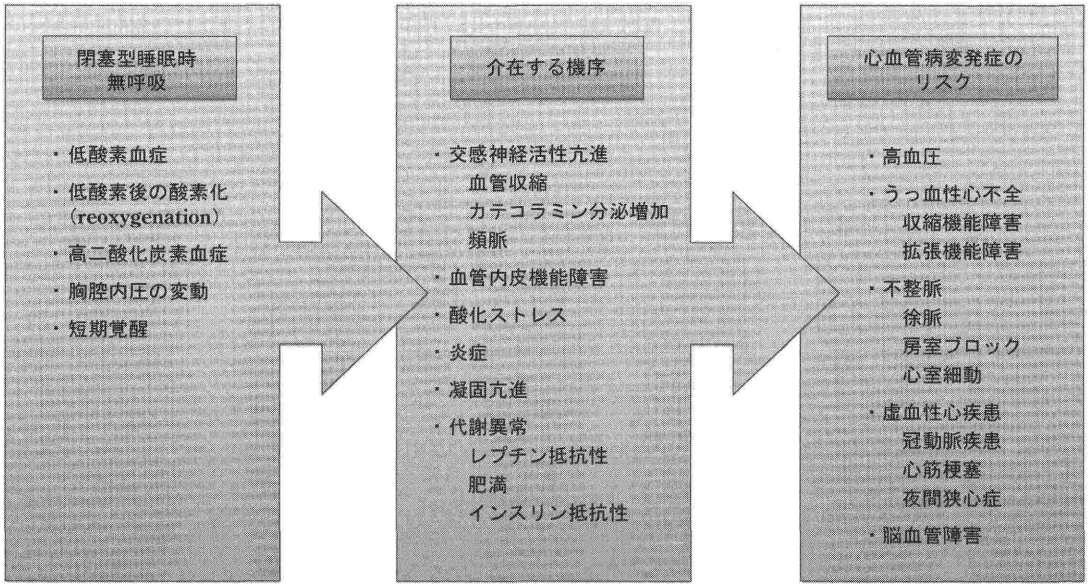 閉塞型睡眠時
無呼吸
・低酸素血症
・低酸素後の酸素化
（reoxygenation）
・高二酸化炭素血症
・胸腔内圧の変動
・短期覚醒
介在する機序
・交感神経活性亢進
血管収縮
カテコラミン分泌増加
頻脈
・血管内皮機能障害
・酸化ストレス
・炎症
・凝固亢進
・代謝異常
レプチン抵抗性
肥満
インスリン抵抗性
心血管病変発症の
リスク
・高血圧
・うっ血性心不全
収縮機能障害
拡張機能障害
・不整脈
徐脈
房室ブロック
心室細動
・虚血性心疾患
冠動脈疾患
心筋梗塞
夜間狭心症
・脳血管障害